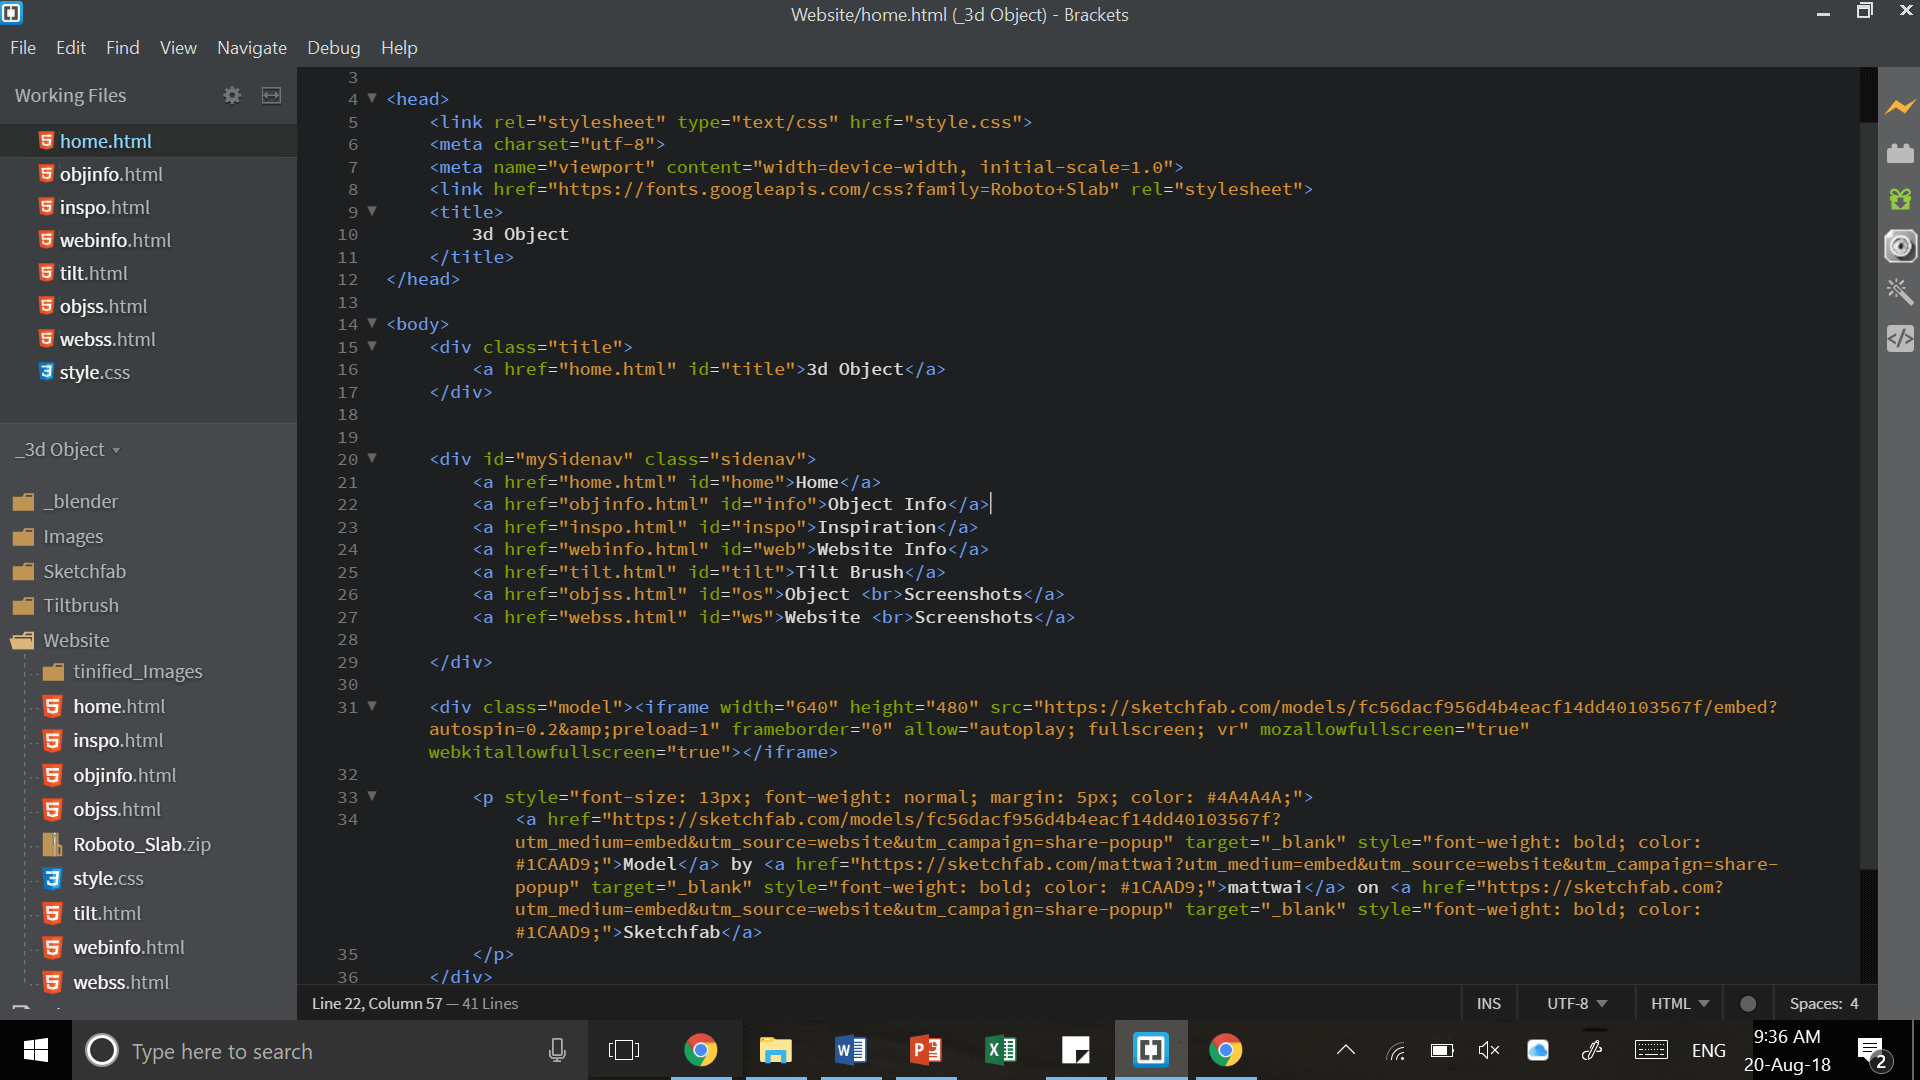 Website/home.html (_3d Object) - Brackets
File Edit Find View Navigate Debug Help
Working Files
home.html
objinfo.html
inspo.html
webinfo.html
tilt.html
objss.html
webss.html
style.css
_3d Object
_blender
Images
Sketchfab
Tiltbrush
Website
tinified_Images
home.html
inspo.html
objinfo.html
objss.html
Roboto_Slab.zip
style.css
tilt.html
webinfo.html
webss.html
3
4 <head>
5 <link rel="stylesheet" type="text/css" href="style.css">
6 <meta charset="utf-8">
7 <meta name="viewport" content="width=device-width, initial-scale=1.0">
8 <link href="https://fonts.googleapis.com/css?family=Roboto+Slab" rel="stylesheet">
9 <title>
10 3d Object
11 </title>
12 </head>
13
14 <body>
15 <div class="title">
16 <a href="home.html" id="title">3d Object</a>
17 </div>
18
19
20 <div id="mySidenav" class="sidenav">
21 <a href="home.html" id="home">Home</a>
22 <a href="objinfo.html" id="info">Object Info</a>
23 <a href="inspo.html" id="inspo">Inspiration</a>
24 <a href="webinfo.html" id="web">Website Info</a>
25 <a href="tilt.html" id="tilt">Tilt Brush</a>
26 <a href="objss.html" id="os">Object <br>Screenshots</a>
27 <a href="webss.html" id="ws">Website <br>Screenshots</a>
28
29 </div>
30
31 <div class="model"><iframe width="640" height="480" src="https://sketchfab.com/models/fc56dacf956d4b4eacf14dd40103567f/embed?
autospin=0.2&amp;preload=1" frameborder="0" allow="autoplay; fullscreen; vr" mozallowfullscreen="true"
webkitallowfullscreen="true"></iframe>
32
33 <p style="font-size: 13px; font-weight: normal; margin: 5px; color: #4A4A4A;">
34 <a href="https://sketchfab.com/models/fc56dacf956d4b4eacf14dd40103567f?
utm_medium=embed&utm_source=website&utm_campaign=share-popup" target="_blank" style="font-weight: bold; color:
#1CAAD9;">Model</a> by <a href="https://sketchfab.com/mattwai?utm_medium=embed&utm_source=website&utm_campaign=share-
popup" target="_blank" style="font-weight: bold; color: #1CAAD9;">mattwai</a> on <a href="https://sketchfab.com?
utm_medium=embed&utm_source=website&utm_campaign=share-popup" target="_blank" style="font-weight: bold; color:
#1CAAD9;">Sketchfab</a>
35 </p>
36 </div>
Line 22, Column 57 — 41 Lines
INS UTF-8 HTML Spaces: 4
Type here to search
ENG
9:36 AM
20-Aug-18
2